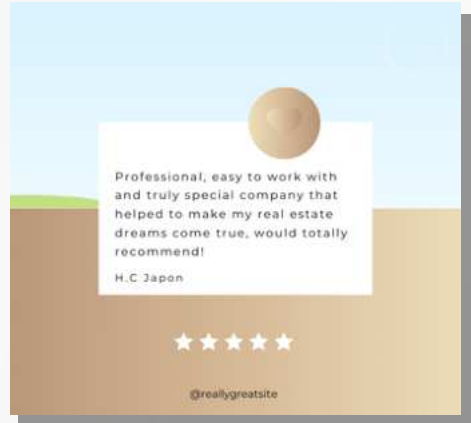 Professional, easy to work with
and truly special company that
helped to make my real estate
dreams come true, would totally
recommend!
H.C Japon
@reallygreatsite